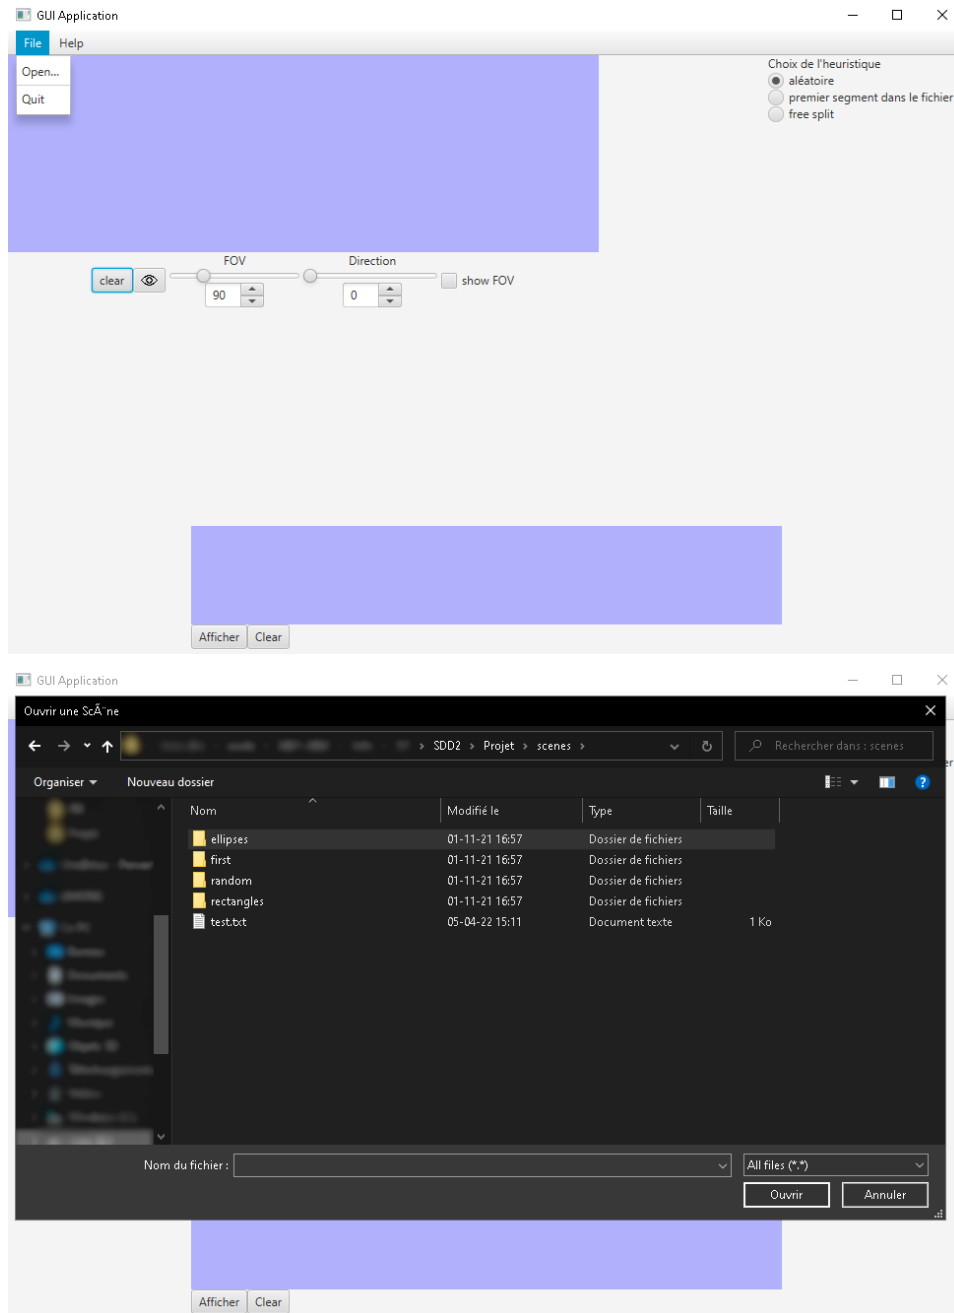 GUI Application
File Help
Open...
Quit
Choix de l'heuristique
aléatoire
premier segment dans le fichier
free split
FOV Direction
clear 90 0 show FOV
Afficher Clear
GUI Application
Ouvrir une ScÃ¨ne
SDD2 › Projet › scenes › Rechercher dans : scenes
er
Organiser Nouveau dossier
Nom Modifié le Type Taille
ellipses 01-11-21 16:57 Dossier de fichiers
first 01-11-21 16:57 Dossier de fichiers
random 01-11-21 16:57 Dossier de fichiers
rectangles 01-11-21 16:57 Dossier de fichiers
test.txt 05-04-22 15:11 Document texte 1 Ko
Nom du fichier : All files (*.*)
Ouvrir Annuler
Afficher Clear